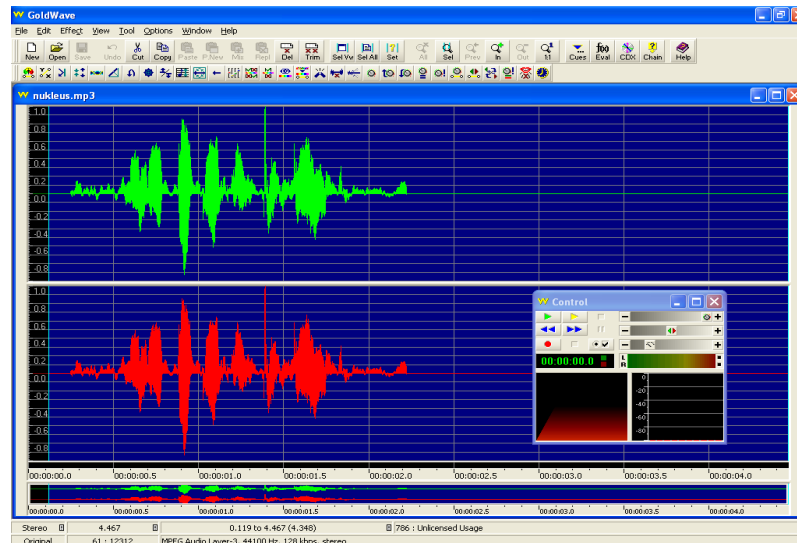 GoldWave
File Edit Effect View Tool Options Window Help
New Open Save Undo Cut Copy Paste P.New Mix Repl Del Trim Sel Vw Sel All Set All Sel Prev In Out 1:1 Cues Eval CDX Chain Help
nukleus.mp3
1.0
0.8
0.6
0.4
0.2
0.0
-0.2
-0.4
-0.6
-0.8
1.0
0.8
0.6
0.4
0.2
0.0
-0.2
-0.4
-0.6
-0.8
Control
00:00:00.0
L
R
0
-20
-40
-60
-80
00:00:00.0 00:00:00.5 00:00:01.0 00:00:01.5 00:00:02.0 00:00:02.5 00:00:03.0 00:00:03.5 00:00:04.0
00:00:00.0 00:00:00.5 00:00:01.0 00:00:01.5 00:00:02.0 00:00:02.5 00:00:03.0 00:00:03.5 00:00:04.0
Stereo 4.467 0.119 to 4.467 (4.348) 786 : Unlicensed Usage
Original 61 : 12312 MPEG Audio Layer-3, 44100 Hz, 128 kbps, stereo